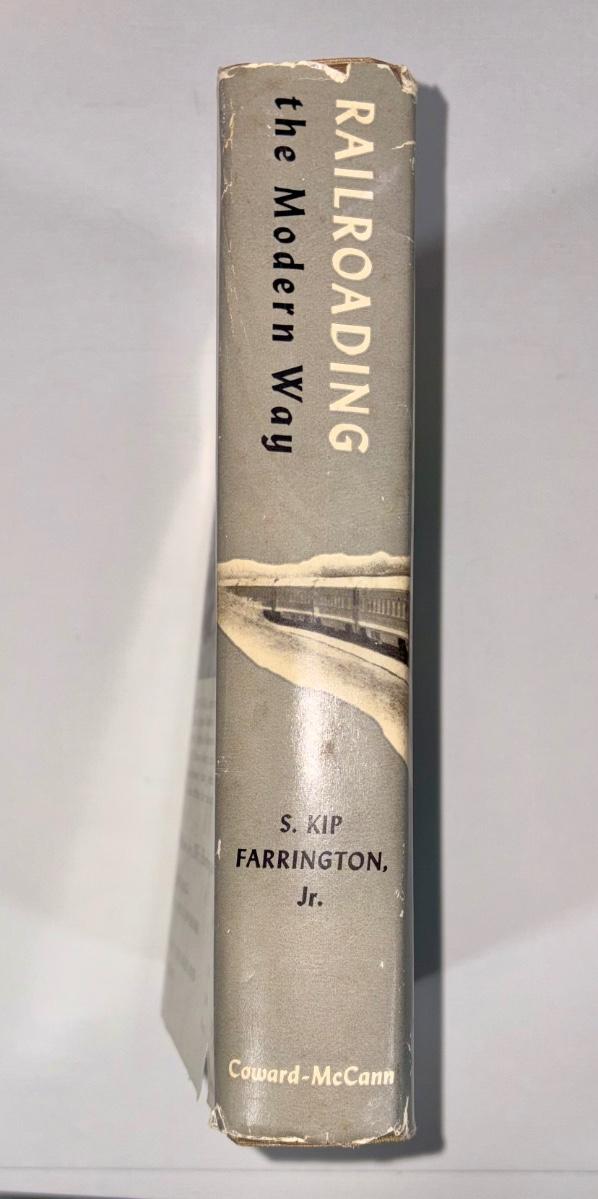 RAILROADING
the Modern Way
S. KIP
FARRINGTON,
Jr.
Coward-McCann